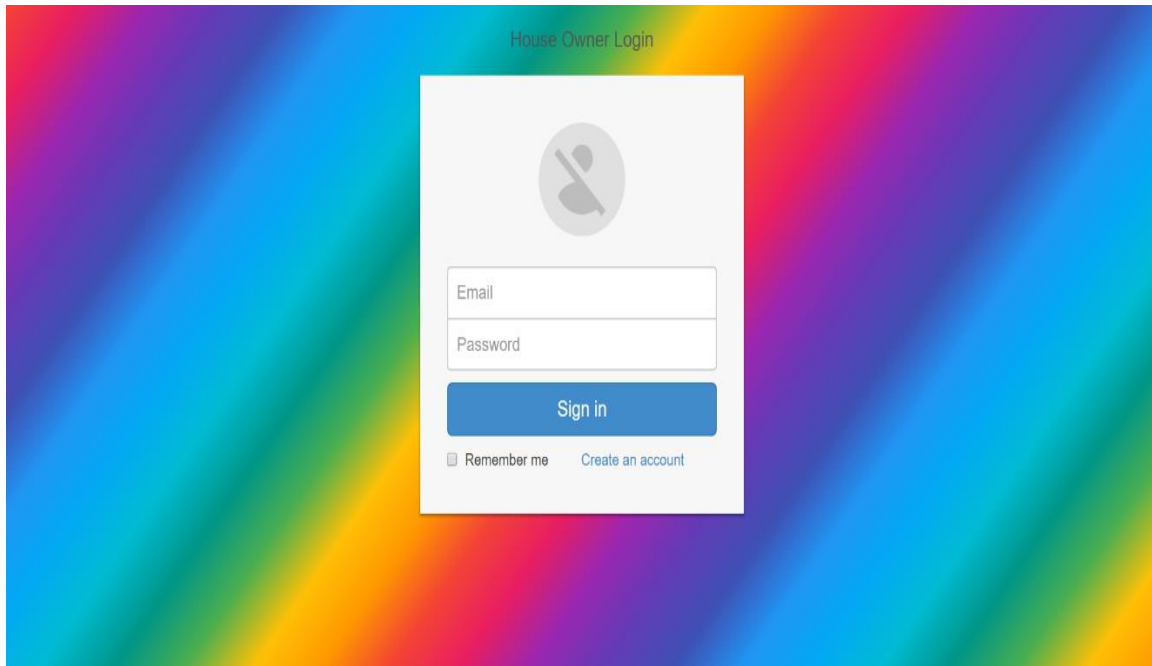 House Owner Login
Email
Password
Sign in
Remember me Create an account